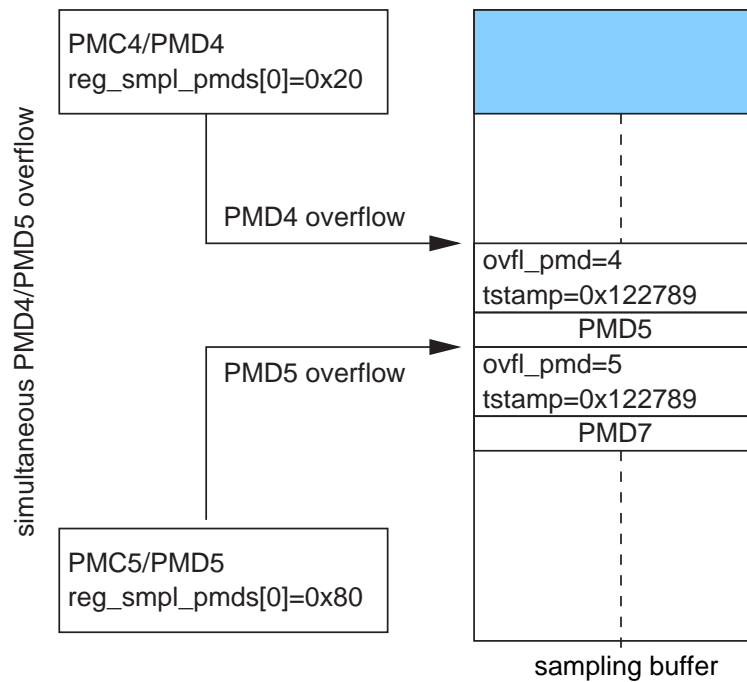 simultaneous PMD4/PMD5 overflow
PMC4/PMD4
reg_smpl_pmds[0]=0x20
PMD4 overflow
PMD5 overflow
PMC5/PMD5
reg_smpl_pmds[0]=0x80
ovfl_pmd=4
tstamp=0x122789
PMD5
ovfl_pmd=5
tstamp=0x122789
PMD7
sampling buffer